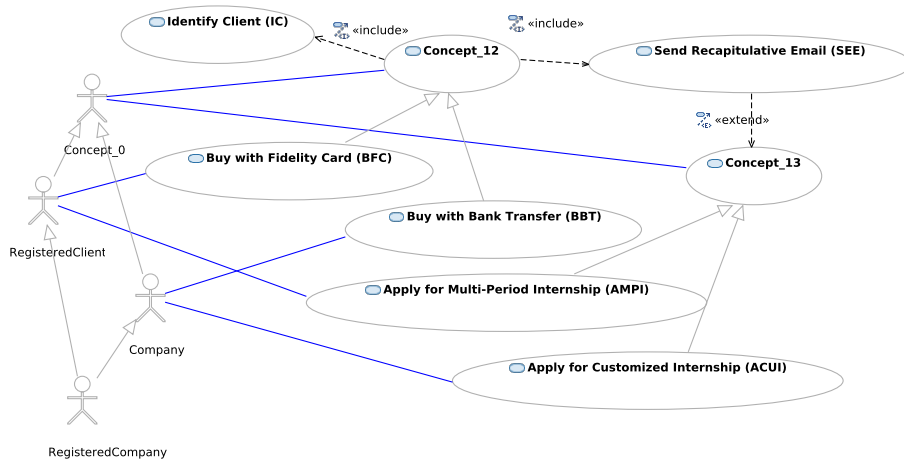 Identify Client (IC)
«include»
«include»
Concept_12
Send Recapitulative Email (SEE)
«extend»
Concept_0
Buy with Fidelity Card (BFC)
Concept_13
Buy with Bank Transfer (BBT)
RegisteredClient
Apply for Multi-Period Internship (AMPI)
Company
Apply for Customized Internship (ACUI)
RegisteredCompany